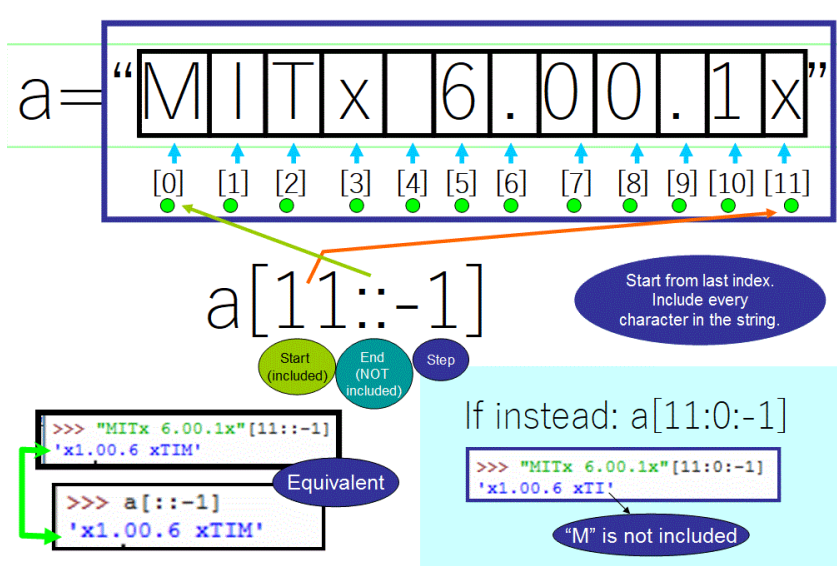 a=“MITx 6.00.1x”
[0] [1] [2] [3] [4] [5] [6] [7] [8] [9] [10] [11]
a[11::-1]
Start
(included)
End
(NOT
included)
Step
Start from last index.
Include every
character in the string.
>>> "MITx 6.00.1x"[11::-1]
'x1.00.6 xTIM'
Equivalent
>>> a[::-1]
'x1.00.6 xTIM'
If instead: a[11:0:-1]
>>> "MITx 6.00.1x"[11:0:-1]
'x1.00.6 xTI'
“M” is not included